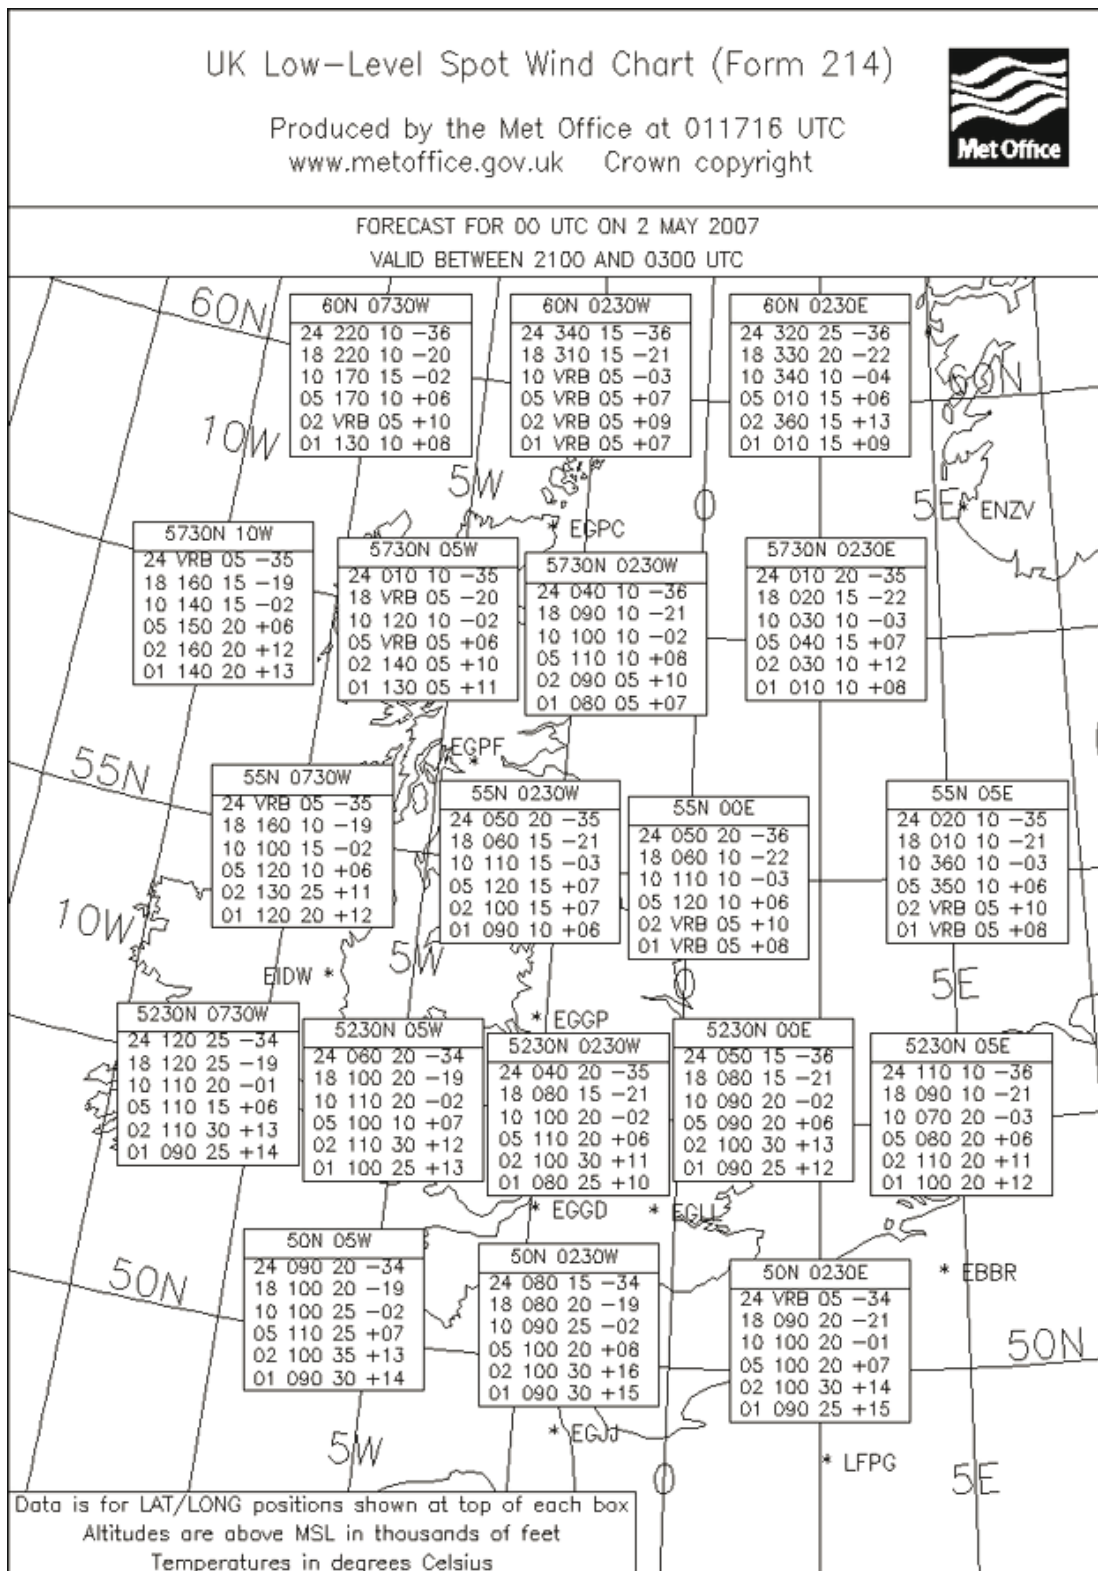 UK Low-Level Spot Wind Chart (Form 214)
Produced by the Met Office at 011716 UTC
www.metoffice.gov.uk Crown copyright
Met Office
FORECAST FOR 00 UTC ON 2 MAY 2007
VALID BETWEEN 2100 AND 0300 UTC
60N
60N 0730W
24 220 10 -36
18 220 10 -20
10 170 15 -02
05 170 10 +06
02 VRB 05 +10
01 130 10 +08
60N 0230W
24 340 15 -36
18 310 15 -21
10 VRB 05 -03
05 VRB 05 +07
02 VRB 05 +09
01 VRB 05 +07
60N 0230E
24 320 25 -36
18 330 20 -22
10 340 10 -04
05 010 15 +06
02 360 15 +13
01 010 15 +09
60N
10W
5W
0
5E
* ENZV
* EGPC
5730N 10W
24 VRB 05 -35
18 160 15 -19
10 140 15 -02
05 150 20 +06
02 160 20 +12
01 140 20 +13
5730N 05W
24 010 10 -35
18 VRB 05 -20
10 120 10 -02
05 VRB 05 +06
02 140 05 +10
01 130 05 +11
5730N 0230W
24 040 10 -36
18 090 10 -21
10 100 10 -02
05 110 10 +08
02 090 05 +10
01 080 05 +07
5730N 0230E
24 010 20 -35
18 020 15 -22
10 030 10 -03
05 040 15 +07
02 030 10 +12
01 010 10 +08
EGPF
*
55N
55N 0730W
24 VRB 05 -35
18 160 10 -19
10 100 15 -02
05 120 10 +06
02 130 25 +11
01 120 20 +12
55N 0230W
24 050 20 -35
18 060 15 -21
10 110 15 -03
05 120 15 +07
02 100 15 +07
01 090 10 +06
55N 00E
24 050 20 -36
18 060 10 -22
10 110 10 -03
05 120 10 +06
02 VRB 05 +10
01 VRB 05 +08
55N 05E
24 020 10 -35
18 010 10 -21
10 360 10 -03
05 350 10 +06
02 VRB 05 +10
01 VRB 05 +08
10W
5W
0
5E
EIDW *
* EGGP
5230N 0730W
24 120 25 -34
18 120 25 -19
10 110 20 -01
05 110 15 +06
02 110 30 +13
01 090 25 +14
5230N 05W
24 060 20 -34
18 100 20 -19
10 110 20 -02
05 100 10 +07
02 110 30 +12
01 100 25 +13
5230N 0230W
24 040 20 -35
18 080 15 -21
10 100 20 -02
05 110 20 +06
02 100 30 +11
01 080 25 +10
5230N 00E
24 050 15 -36
18 080 15 -21
10 090 20 -02
05 090 20 +06
02 100 30 +13
01 090 25 +12
5230N 05E
24 110 10 -36
18 090 10 -21
10 070 20 -03
05 080 20 +06
02 110 20 +11
01 100 20 +12
* EGGD
* EGLL
* EBBR
50N
50N 05W
24 090 20 -34
18 100 20 -19
10 100 25 -02
05 110 25 +07
02 100 35 +13
01 090 30 +14
50N 0230W
24 080 15 -34
18 080 20 -19
10 090 25 -02
05 100 20 +08
02 100 30 +16
01 090 30 +15
50N 0230E
24 VRB 05 -34
18 090 20 -21
10 100 20 -01
05 100 20 +07
02 100 30 +14
01 090 25 +15
50N
* EGJJ
* LFPG
5W
0
5E
Data is for LAT/LONG positions shown at top of each box
Altitudes are above MSL in thousands of feet
Temperatures in degrees Celsius